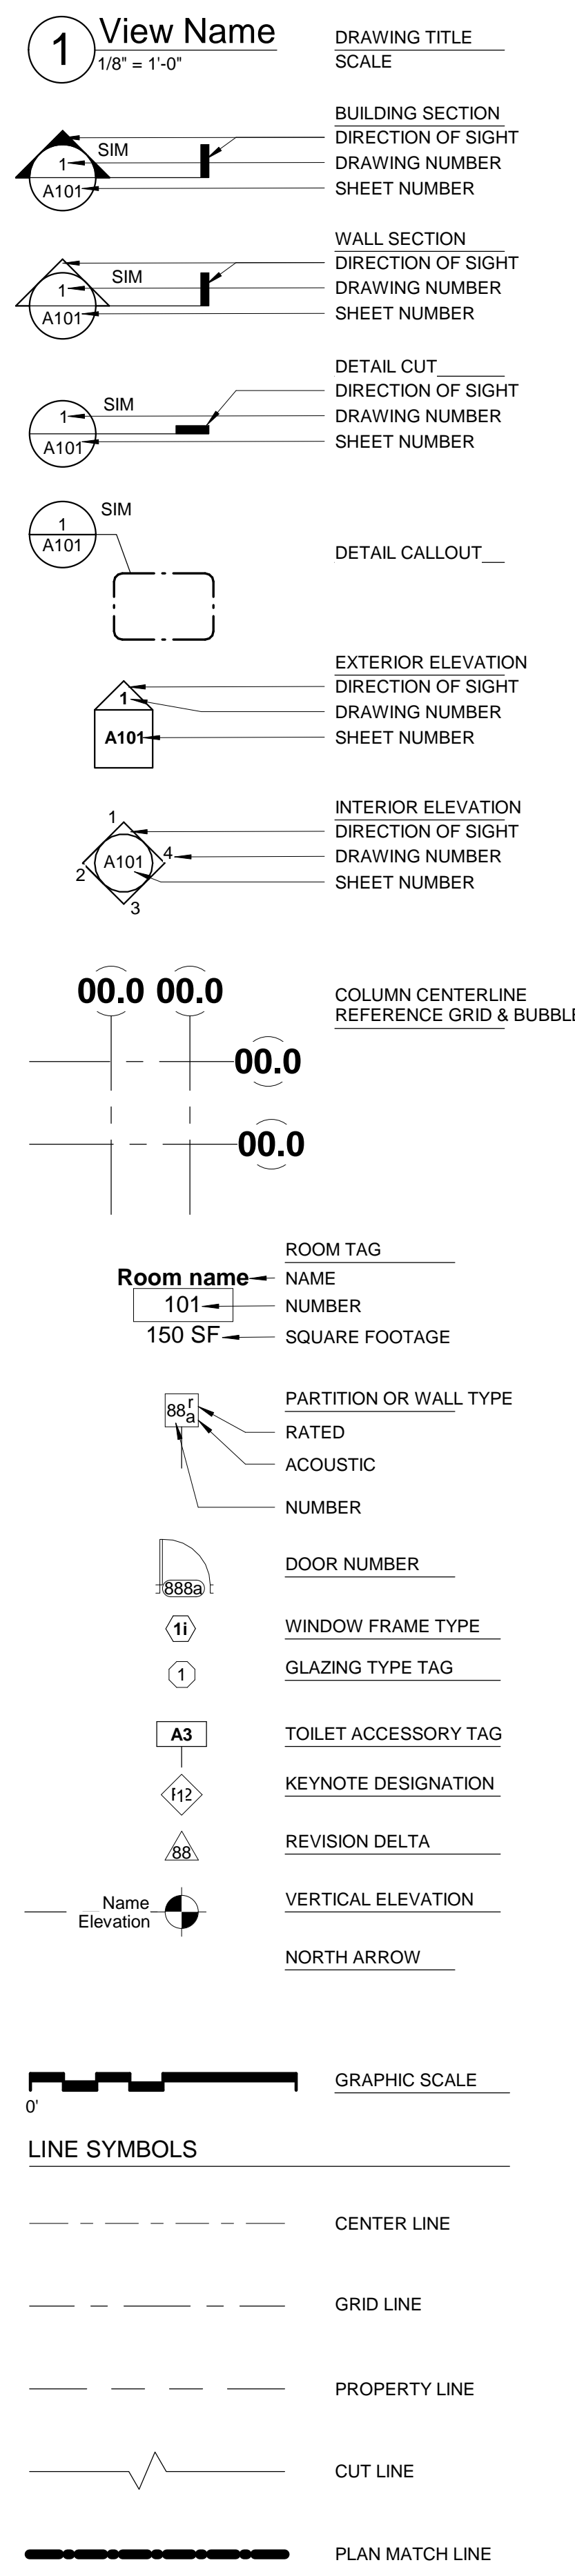 1 View Name DRAWING TITLE
1/8" = 1'-0" SCALE
BUILDING SECTION
DIRECTION OF SIGHT
SIM
1 DRAWING NUMBER
A101 SHEET NUMBER
WALL SECTION
DIRECTION OF SIGHT
SIM
1 DRAWING NUMBER
A101 SHEET NUMBER
DETAIL CUT
DIRECTION OF SIGHT
SIM
1 DRAWING NUMBER
A101 SHEET NUMBER
SIM
1
A101
DETAIL CALLOUT
EXTERIOR ELEVATION
DIRECTION OF SIGHT
1 DRAWING NUMBER
A101 SHEET NUMBER
INTERIOR ELEVATION
1 DIRECTION OF SIGHT
4 DRAWING NUMBER
A101
2 SHEET NUMBER
3
00.0 00.0 COLUMN CENTERLINE
REFERENCE GRID & BUBBLE
00.0
00.0
ROOM TAG
Room name NAME
101 NUMBER
150 SF SQUARE FOOTAGE
PARTITION OR WALL TYPE
88 r
a
RATED
ACOUSTIC
NUMBER
DOOR NUMBER
888a
1i WINDOW FRAME TYPE
1 GLAZING TYPE TAG
A3 TOILET ACCESSORY TAG
KEYNOTE DESIGNATION
88 REVISION DELTA
Name VERTICAL ELEVATION
Elevation
NORTH ARROW
GRAPHIC SCALE
0'
LINE SYMBOLS
CENTER LINE
GRID LINE
PROPERTY LINE
CUT LINE
PLAN MATCH LINE